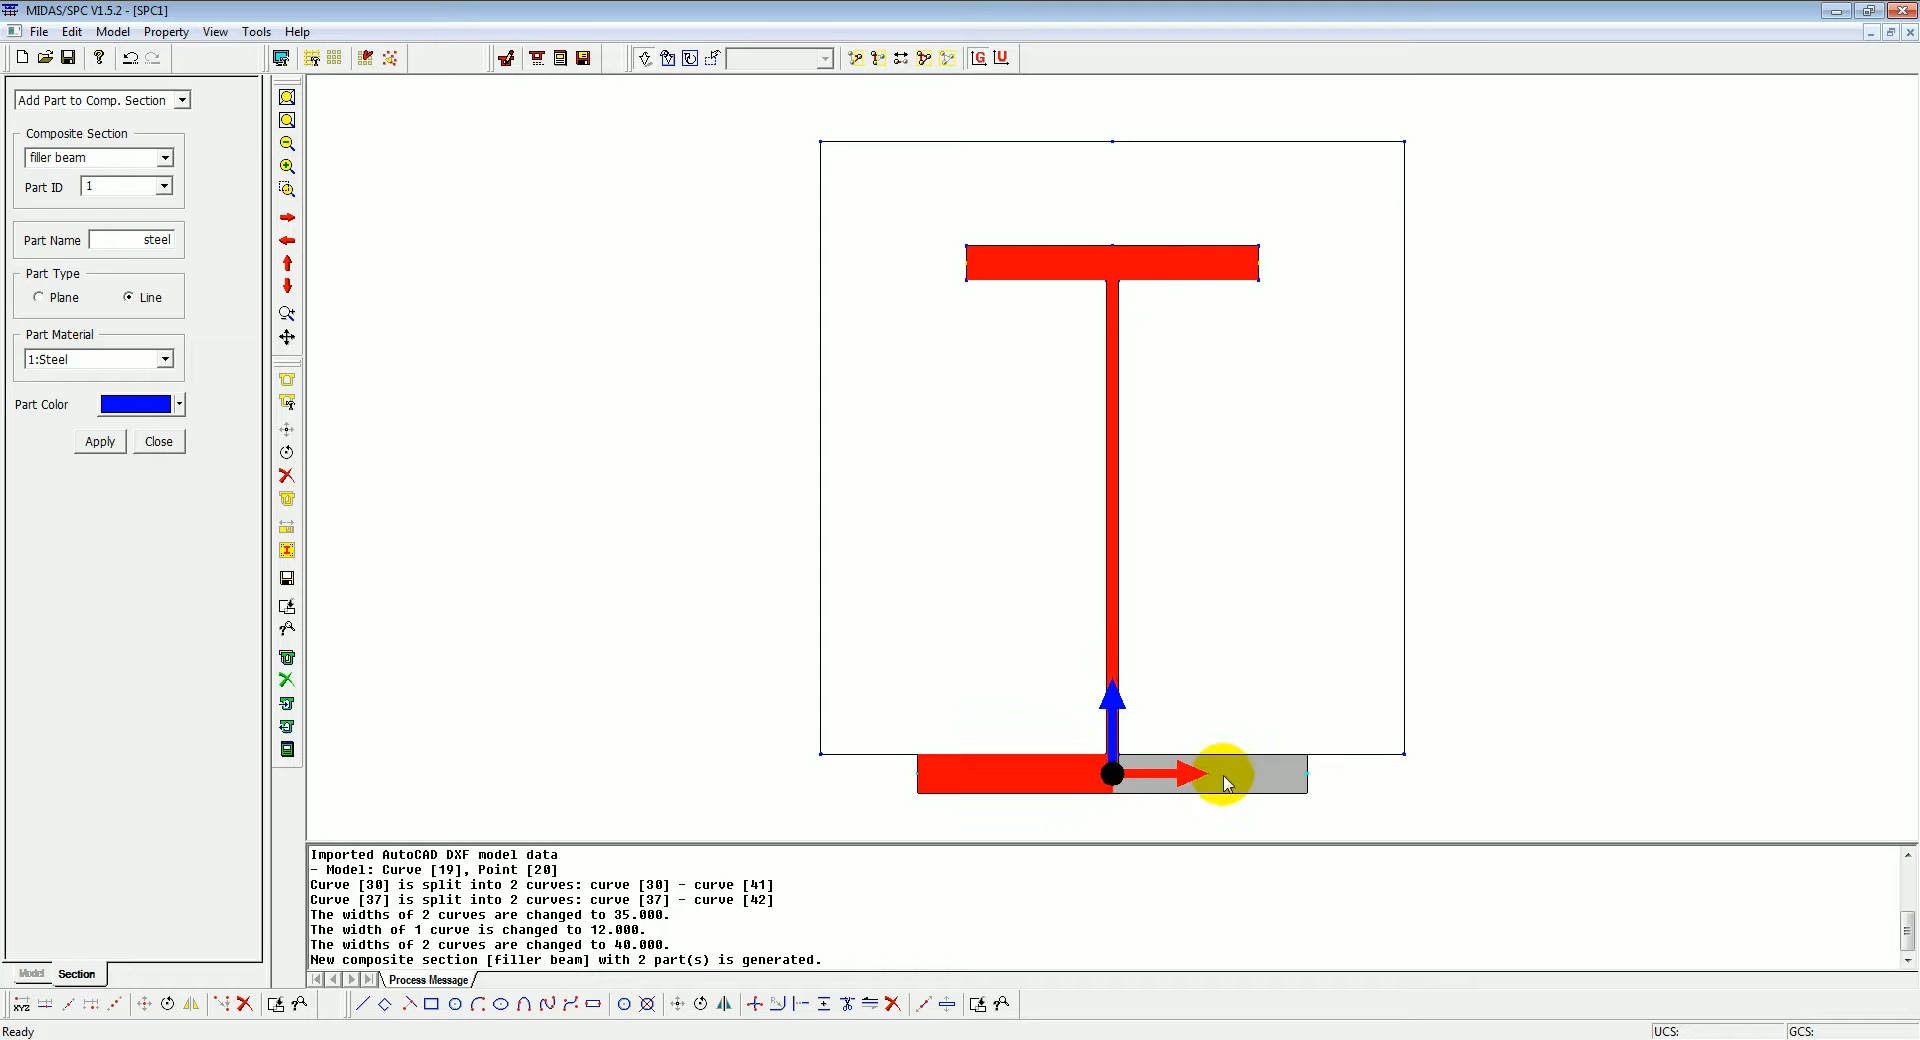 MIDAS/SPC V1.5.2 - [SPC1]
File Edit Model Property View Tools Help
G U
Add Part to Comp. Section
Composite Section
filler beam
Part ID 1
Part Name steel
Part Type
Plane Line
Part Material
1:Steel
Part Color
Apply Close
Imported AutoCAD DXF model data
- Model: Curve [19], Point [20]
Curve [30] is split into 2 curves: curve [30] - curve [41]
Curve [37] is split into 2 curves: curve [37] - curve [42]
The widths of 2 curves are changed to 35.000.
The width of 1 curve is changed to 12.000.
The widths of 2 curves are changed to 40.000.
New composite section [filler beam] with 2 part(s) is generated.
Model Section
Process Message
XYZ
Ready
UCS: GCS: